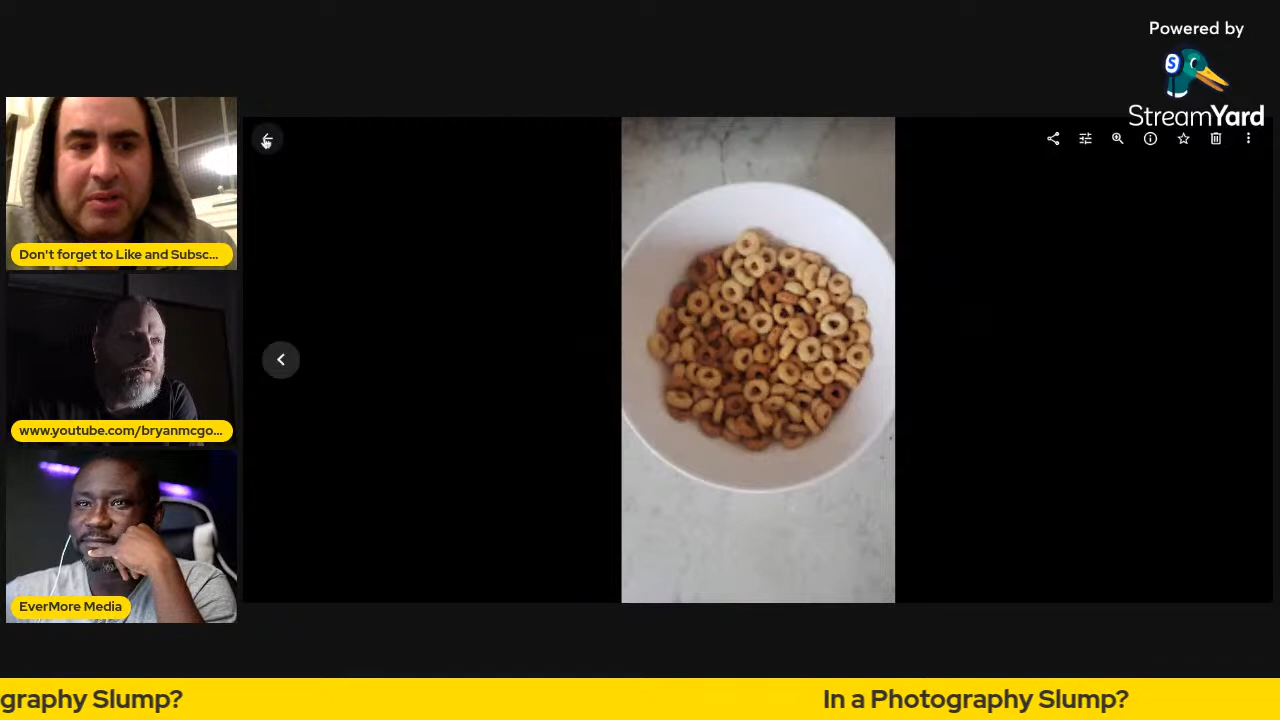 Powered by
StreamYard
Don't forget to Like and Subsc...
www.youtube.com/bryanmcgo...
EverMore Media
graphy Slump?
In a Photography Slump?